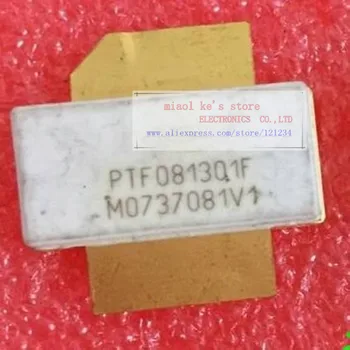 miaol ke's store
ELECTRONICS CO.,LTD
www.aliexpress.com/store/121234
PTF081301F
M0737081V1